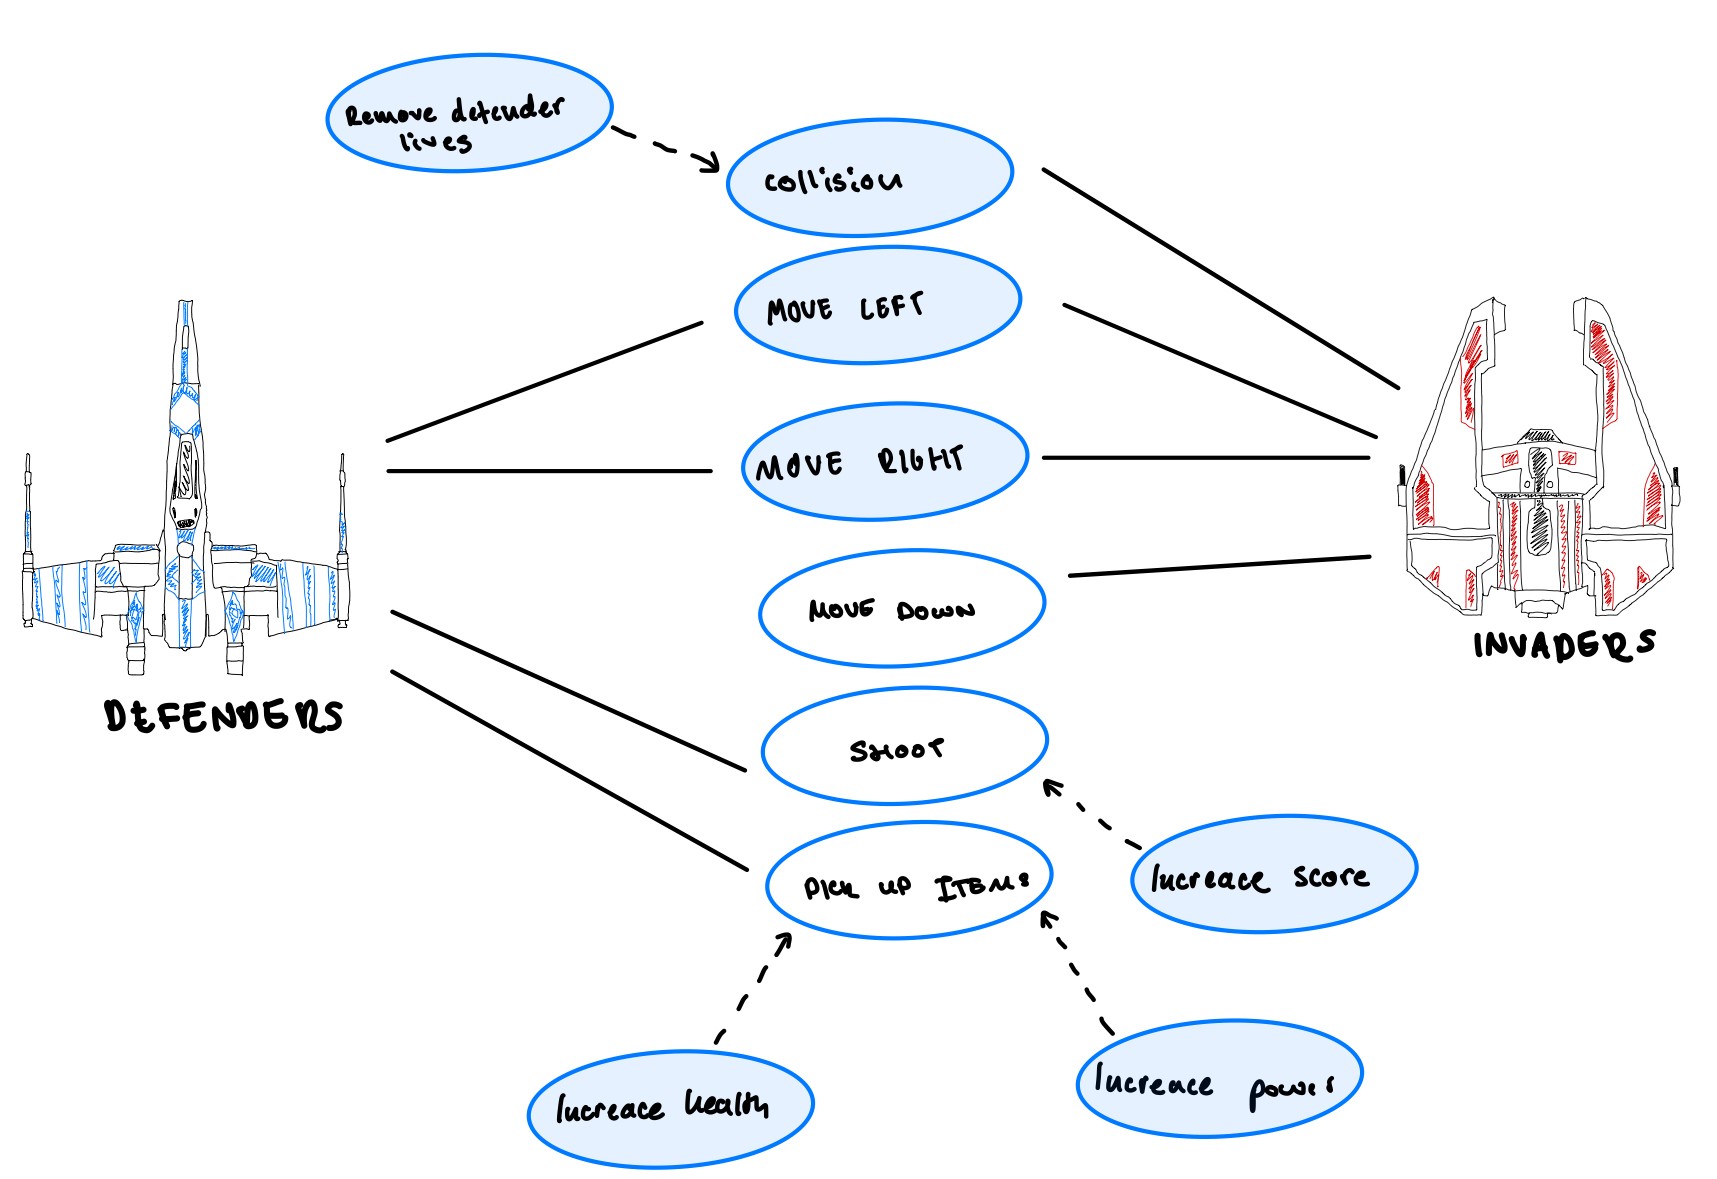 Remove defender
lives
collision
MOVE LEFT
MOVE RIGHT
MOVE DOWN
INVADERS
DEFENDERS
SHOOT
PICK UP ITEMS
Increace score
Increace power
Increace health